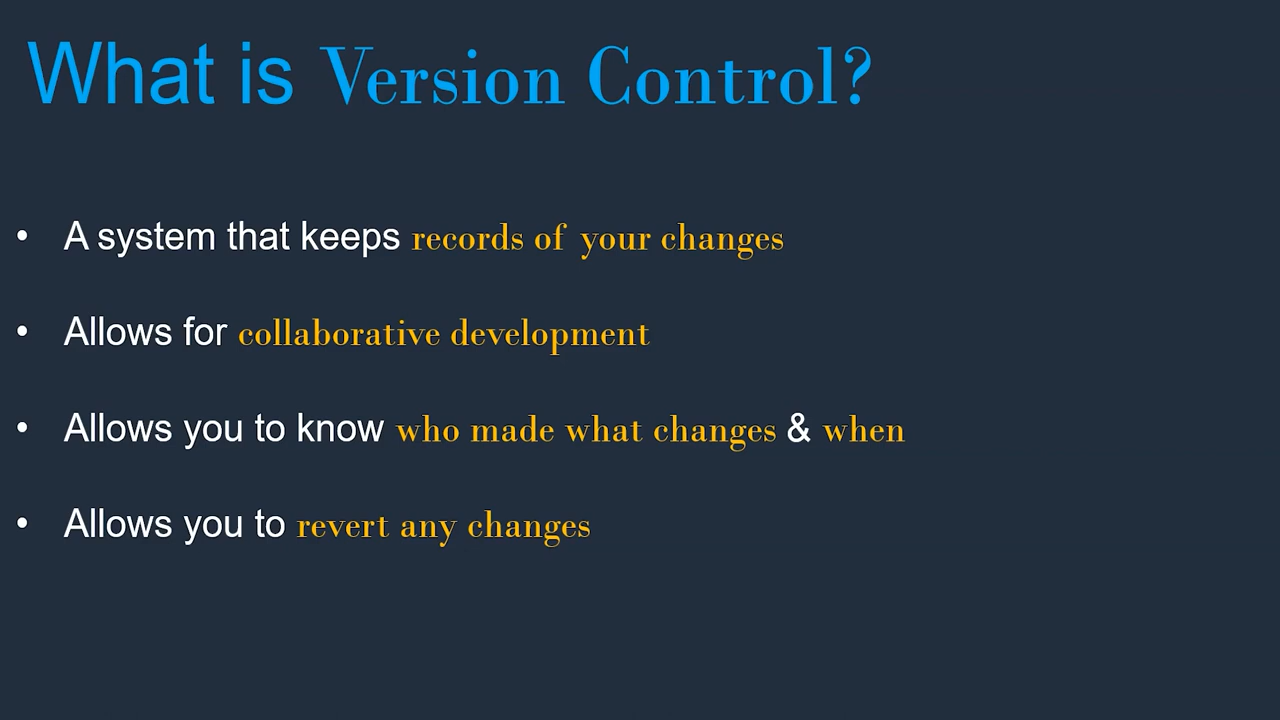 What is Version Control?
• A system that keeps records of your changes
• Allows for collaborative development
• Allows you to know who made what changes & when
• Allows you to revert any changes